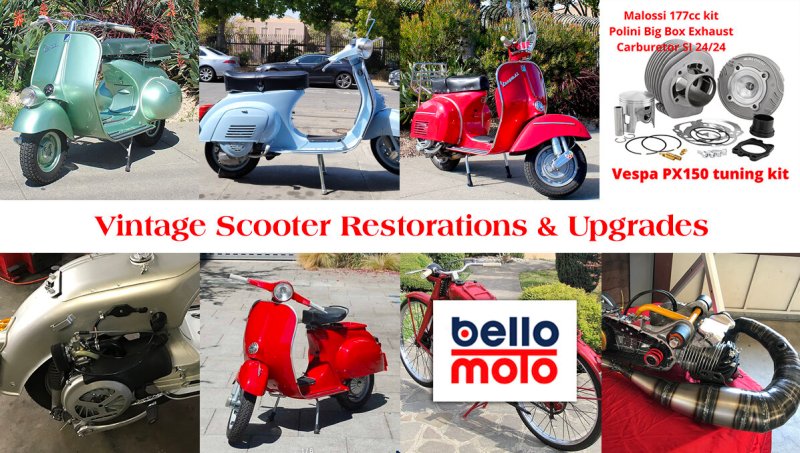 Malossi 177cc kit
Polini Big Box Exhaust
Carburetor SI 24/24
Vespa PX150 tuning kit
Vintage Scooter Restorations & Upgrades
bello
moto